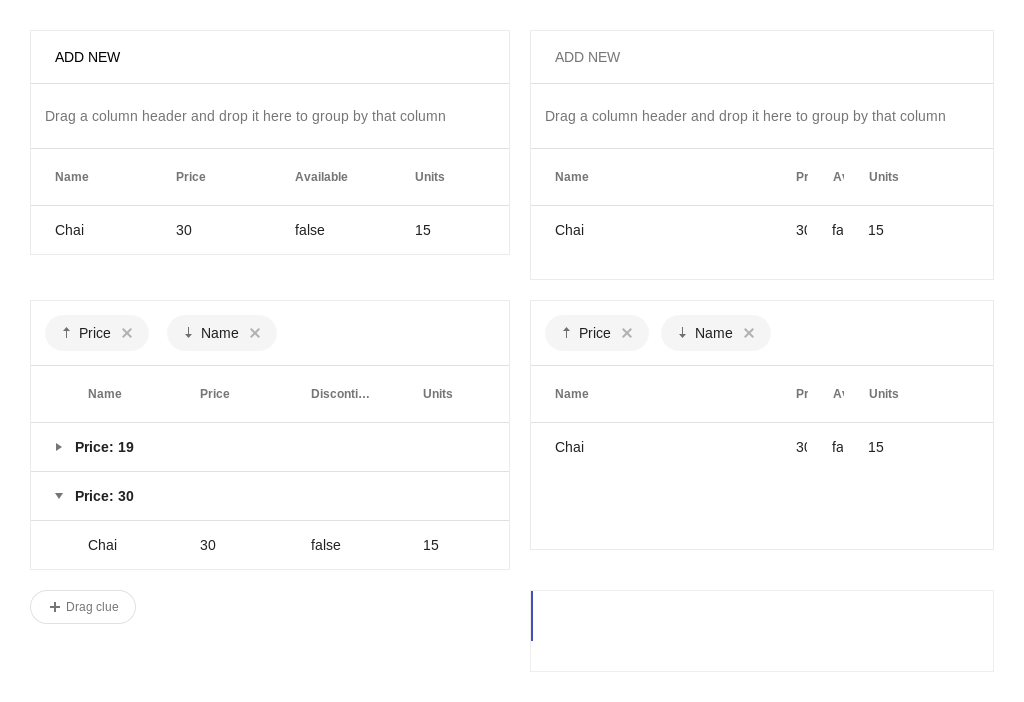 ADD NEW
Drag a column header and drop it here to group by that column
Name Price Available Units
Chai 30 false 15
ADD NEW
Drag a column header and drop it here to group by that column
Name Pr Units
Chai 30 fa 15
Price Name
Name Price Disconti... Units
Price: 19
Price: 30
Chai 30 false 15
Price Name
Name Pr Units
Chai 30 fa 15
Drag clue